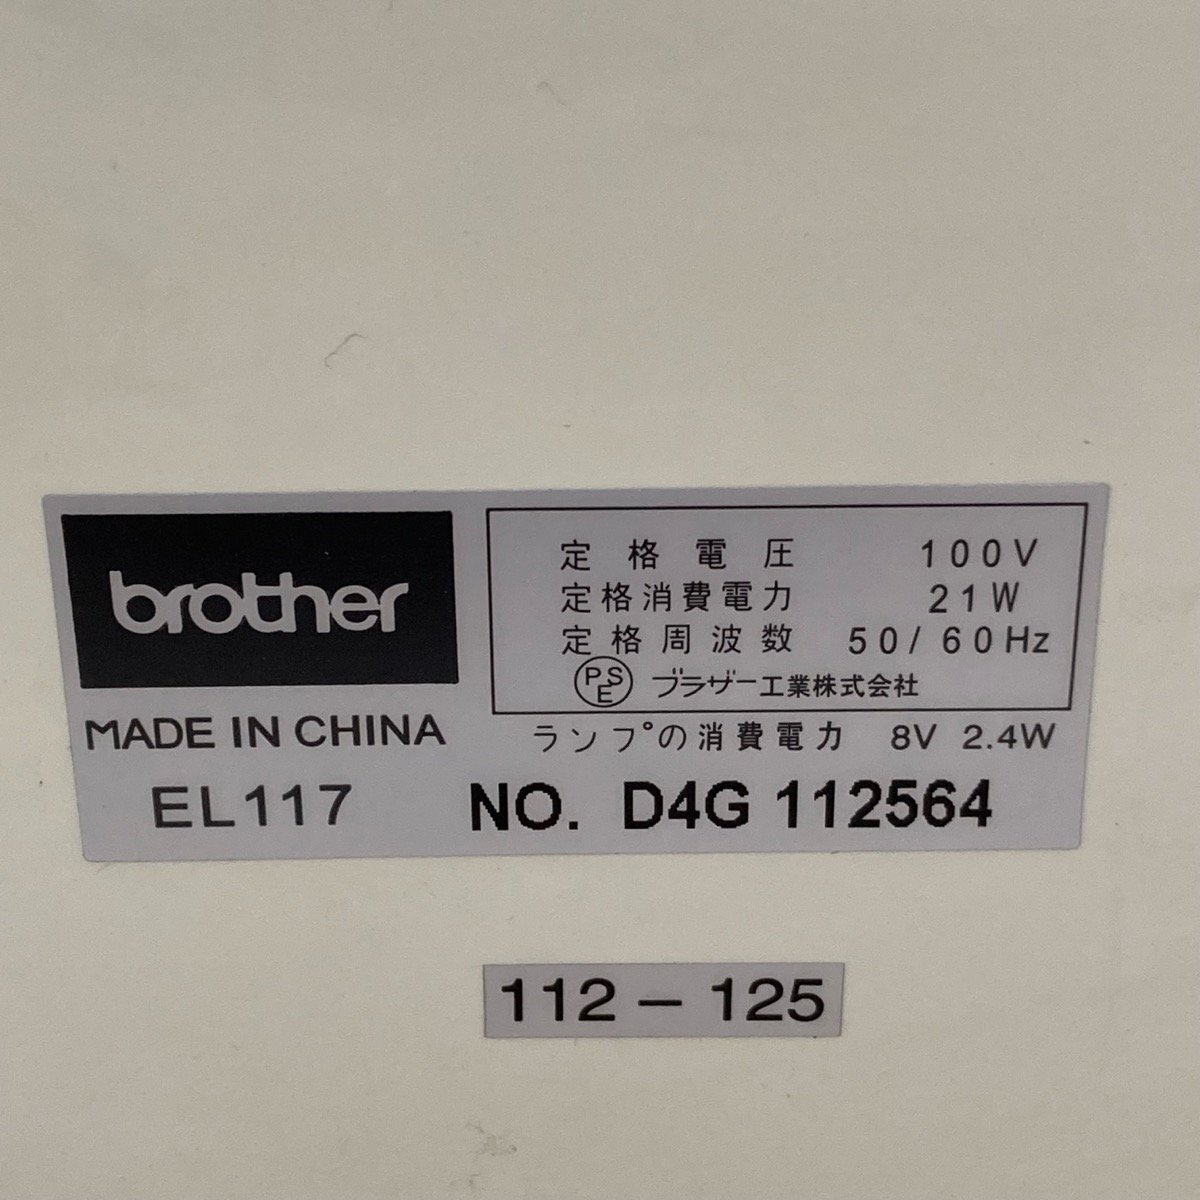 brother
MADE IN CHINA
定格電圧 100V
定格消費電力 21W
定格周波数 50/60Hz
PSE ブラザー工業株式会社
ランプの消費電力 8V 2.4W
EL117 NO. D4G 112564
112-125